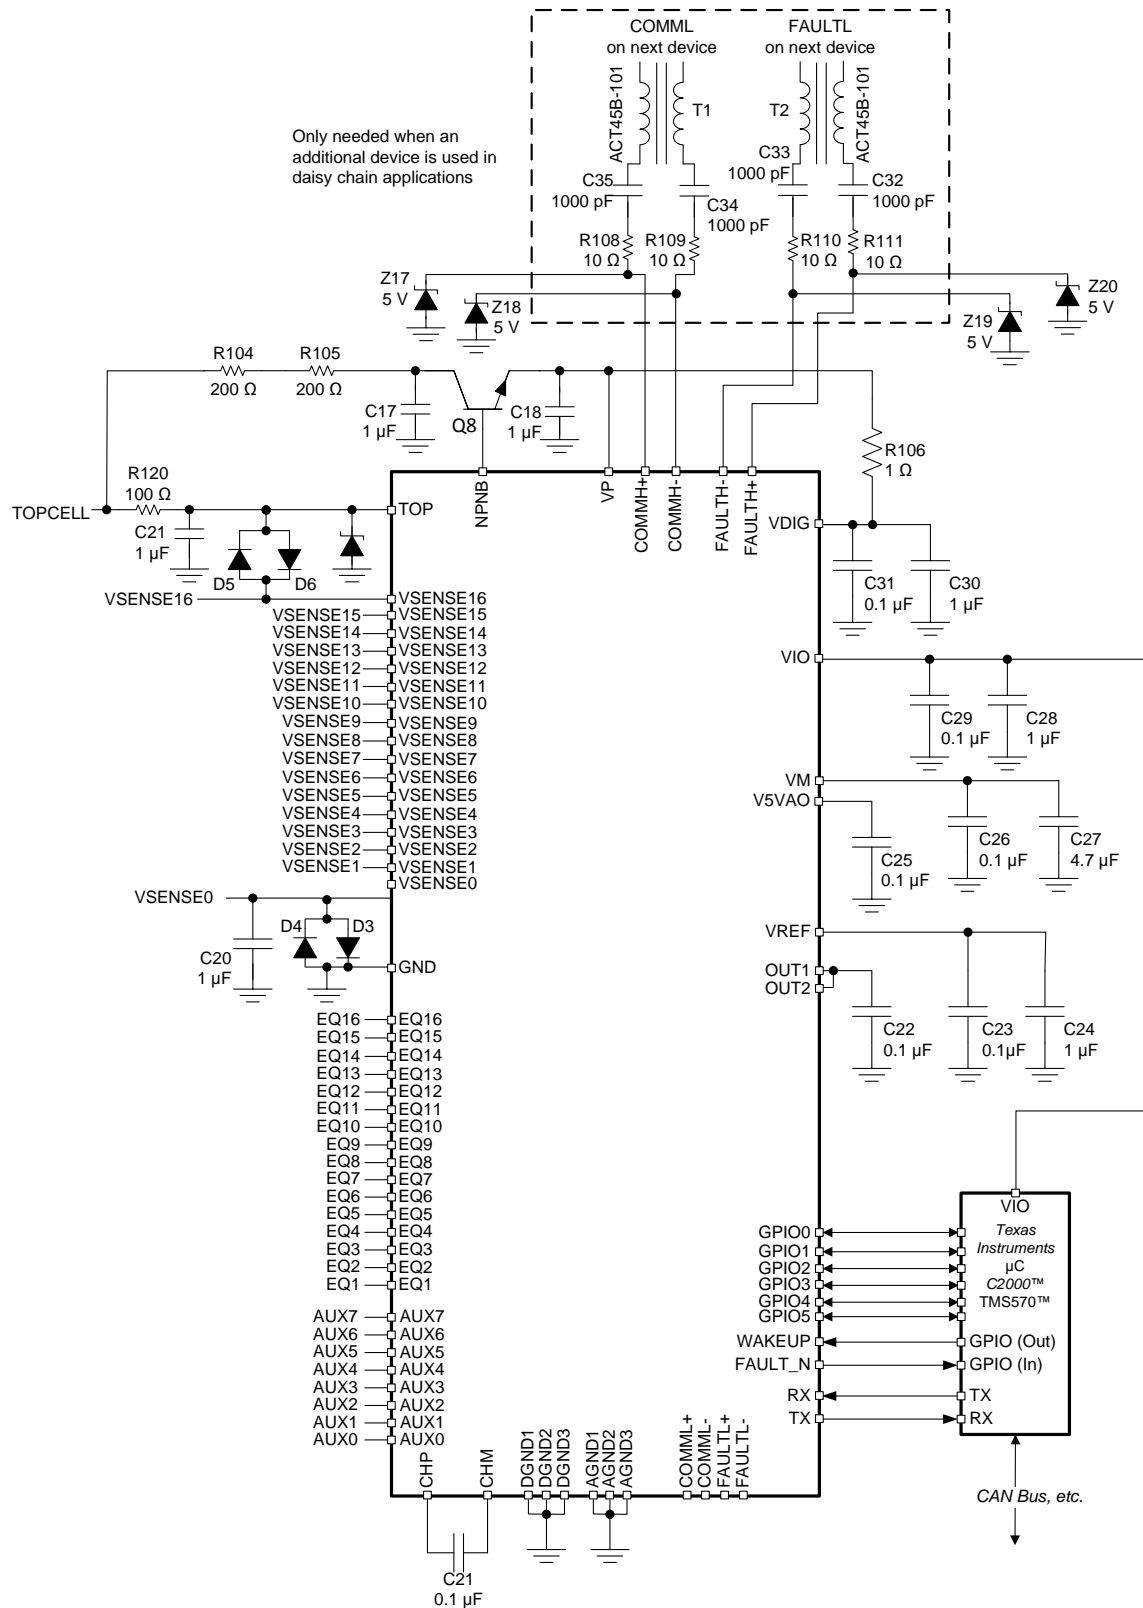 COMML
on next device
FAULTL
on next device
ACT45B-101
T1
T2
ACT45B-101
Only needed when an
additional device is used in
daisy chain applications
C35
1000 pF
C34
1000 pF
C33
1000 pF
C32
1000 pF
R108
10 Ω
R109
10 Ω
R110
10 Ω
R111
10 Ω
Z17
5 V
Z18
5 V
Z19
5 V
Z20
5 V
R104
200 Ω
R105
200 Ω
C17
1 µF
Q8
C18
1 µF
R106
1 Ω
R120
100 Ω
TOPCELL
C21
1 µF
D5
D6
TOP
NPNB
VP
COMMH+
COMMH-
FAULTH-
FAULTH+
VDIG
C31
0.1 µF
C30
1 µF
VSENSE16
VSENSE16
VSENSE15
VSENSE15
VSENSE14
VSENSE14
VSENSE13
VSENSE13
VSENSE12
VSENSE12
VSENSE11
VSENSE11
VSENSE10
VSENSE10
VSENSE9
VSENSE9
VSENSE8
VSENSE8
VSENSE7
VSENSE7
VSENSE6
VSENSE6
VSENSE5
VSENSE5
VSENSE4
VSENSE4
VSENSE3
VSENSE3
VSENSE2
VSENSE2
VSENSE1
VSENSE1
VSENSE0
VSENSE0
VIO
C29
0.1 µF
C28
1 µF
VM
V5VAO
C25
0.1 µF
C26
0.1 µF
C27
4.7 µF
C20
1 µF
D4
D3
GND
VREF
OUT1
OUT2
C22
0.1 µF
C23
0.1µF
C24
1 µF
EQ16
EQ16
EQ15
EQ15
EQ14
EQ14
EQ13
EQ13
EQ12
EQ12
EQ11
EQ11
EQ10
EQ10
EQ9
EQ9
EQ8
EQ8
EQ7
EQ7
EQ6
EQ6
EQ5
EQ5
EQ4
EQ4
EQ3
EQ3
EQ2
EQ2
EQ1
EQ1
AUX7
AUX7
AUX6
AUX6
AUX5
AUX5
AUX4
AUX4
AUX3
AUX3
AUX2
AUX2
AUX1
AUX1
AUX0
AUX0
GPIO0
GPIO1
GPIO2
GPIO3
GPIO4
GPIO5
WAKEUP
FAULT_N
RX
TX
VIO
Texas
Instruments
µC
C2000™
TMS570™
GPIO (Out)
GPIO (In)
TX
RX
CHP
CHM
DGND1
DGND2
DGND3
AGND1
AGND2
AGND3
COMML+
COMML-
FAULTL+
FAULTL-
CAN Bus, etc.
C21
0.1 µF